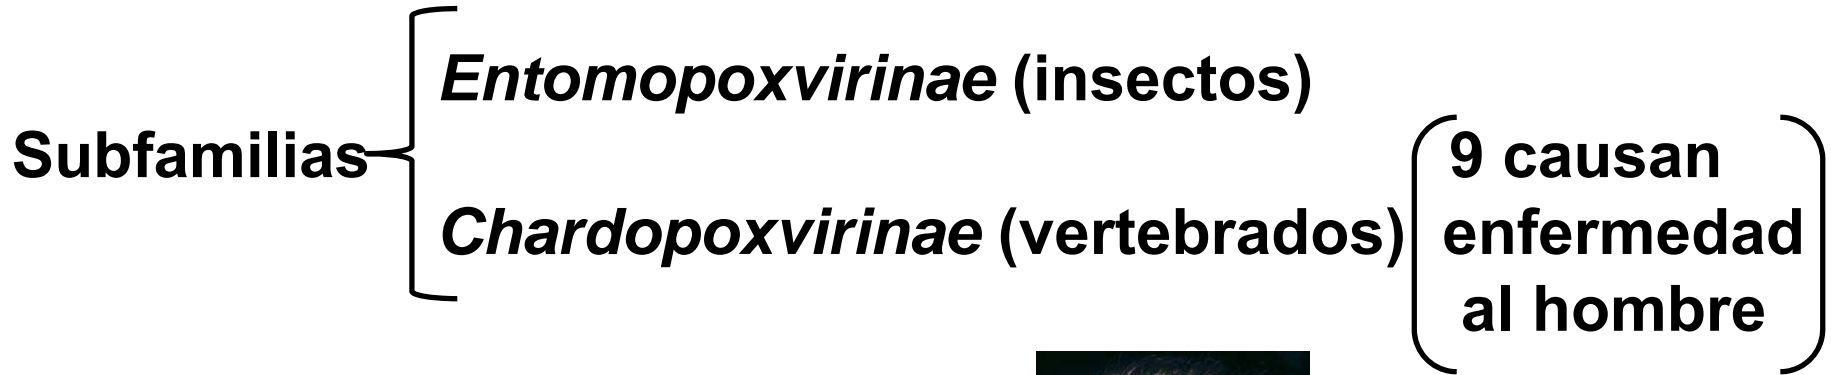 Entomopoxvirinae (insectos)
Subfamilias
Chardopoxvirinae (vertebrados)
9 causan
enfermedad
al hombre